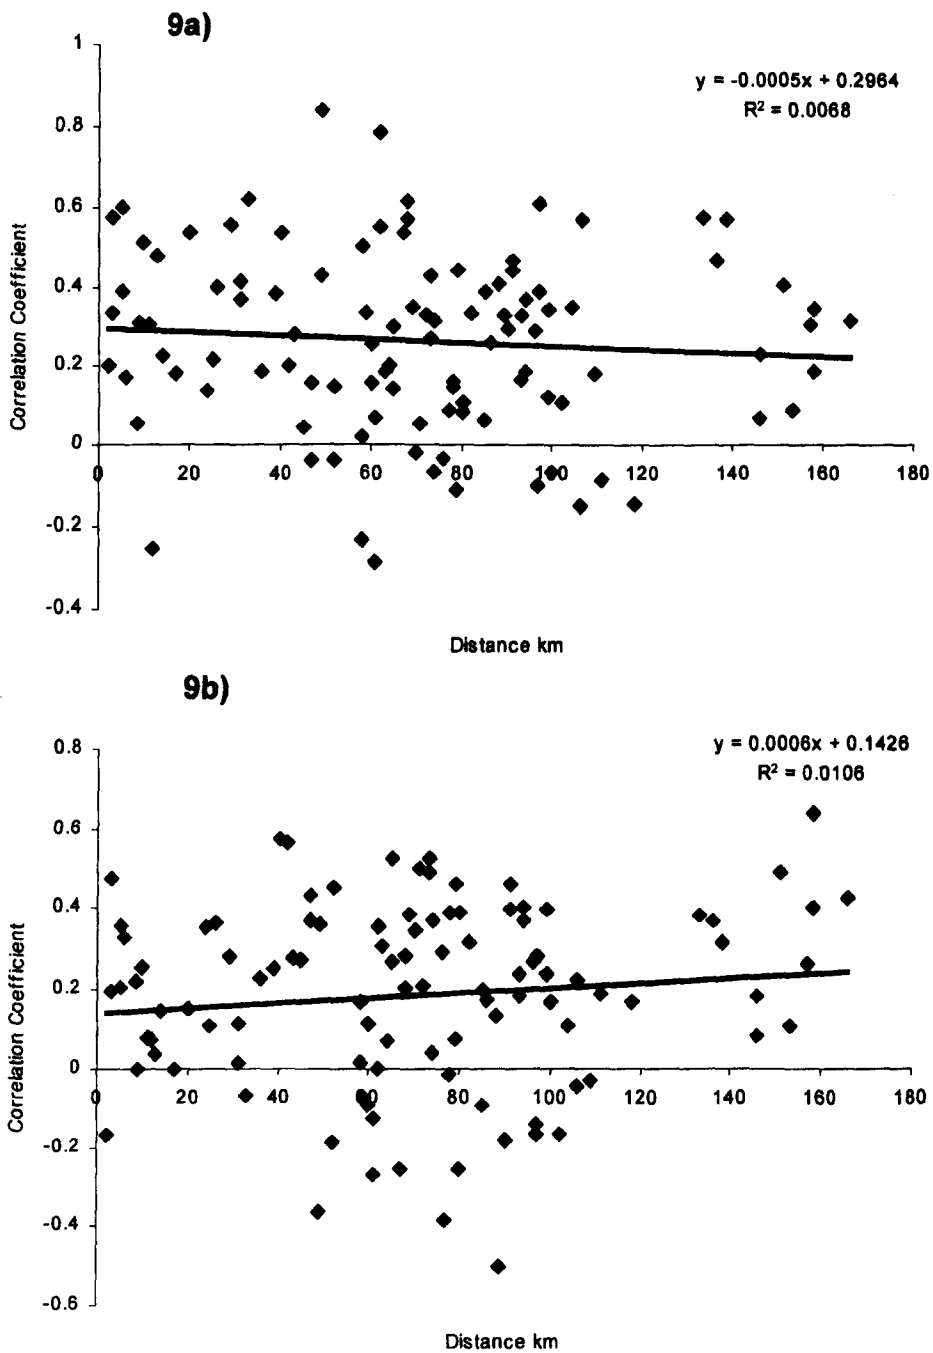 9a)
1
y = -0.0005x + 0.2964
R² = 0.0068
0.8
0.6
0.4
0.2
0
-0.2
-0.4
0 20 40 60 80 100 120 140 160 180
Correlation Coefficient
Distance km
9b)
0.8
y = 0.0006x + 0.1426
R² = 0.0106
0.6
0.4
0.2
0
-0.2
-0.4
-0.6
0 20 40 60 80 100 120 140 160 180
Correlation Coefficient
Distance km